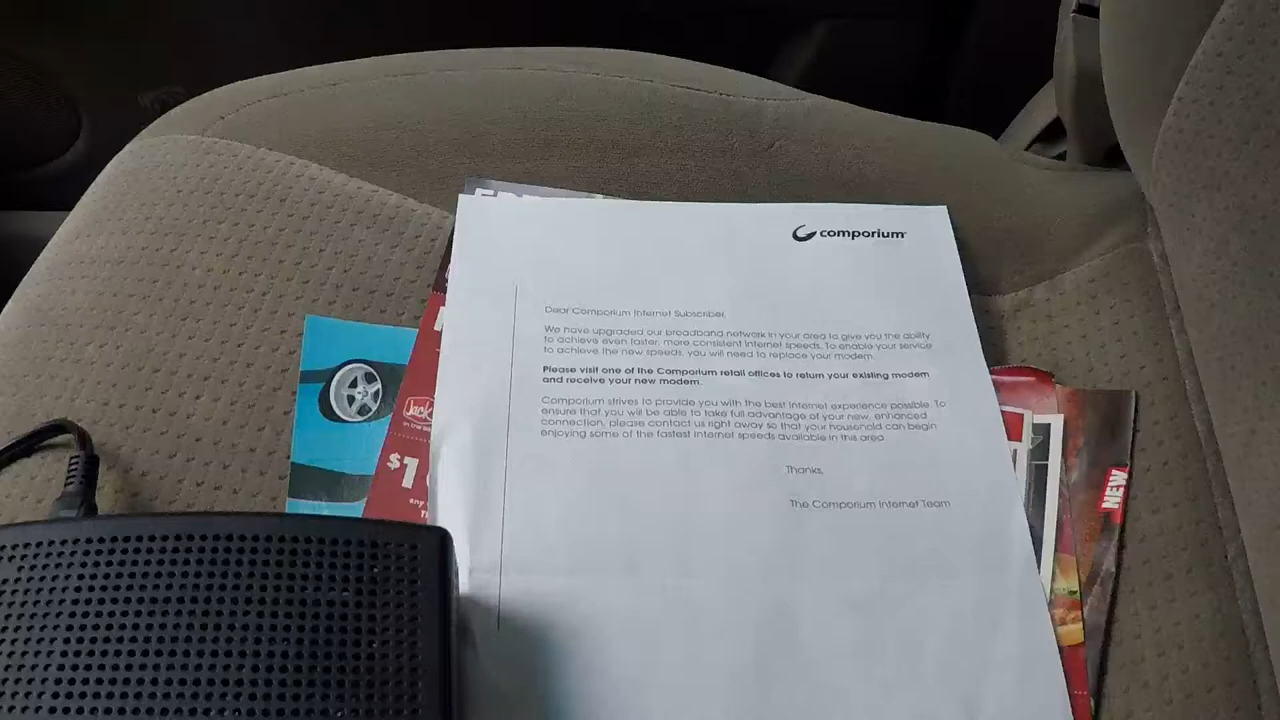 comporium
Dear Comporium Internet Subscriber,
We have upgraded our broadband network in your area to give you the ability
to achieve even faster, more consistent Internet speeds. To enable your service
to achieve the new speeds, you will need to replace your modem.
Please visit one of the Comporium retail offices to return your existing modem
and receive your new modem.
Comporium strives to provide you with the best Internet experience possible. To
ensure that you will be able to take full advantage of your new, enhanced
connection, please contact us right away so that your household can begin
enjoying some of the fastest Internet speeds available in this area.
Thanks,
The Comporium Internet Team
Jack
$1
any
NEW